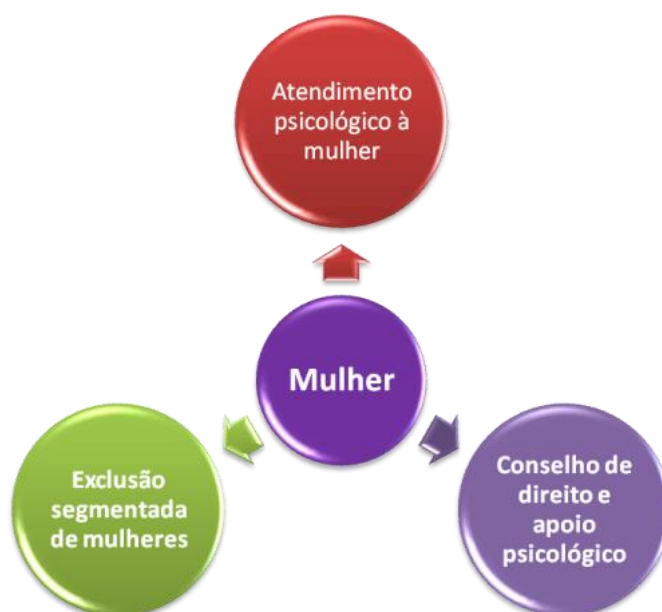 Atendimento
psicológico à
mulher
Mulher
Exclusão
segmentada
de mulheres
Conselho de
direito e
apoio
psicológico